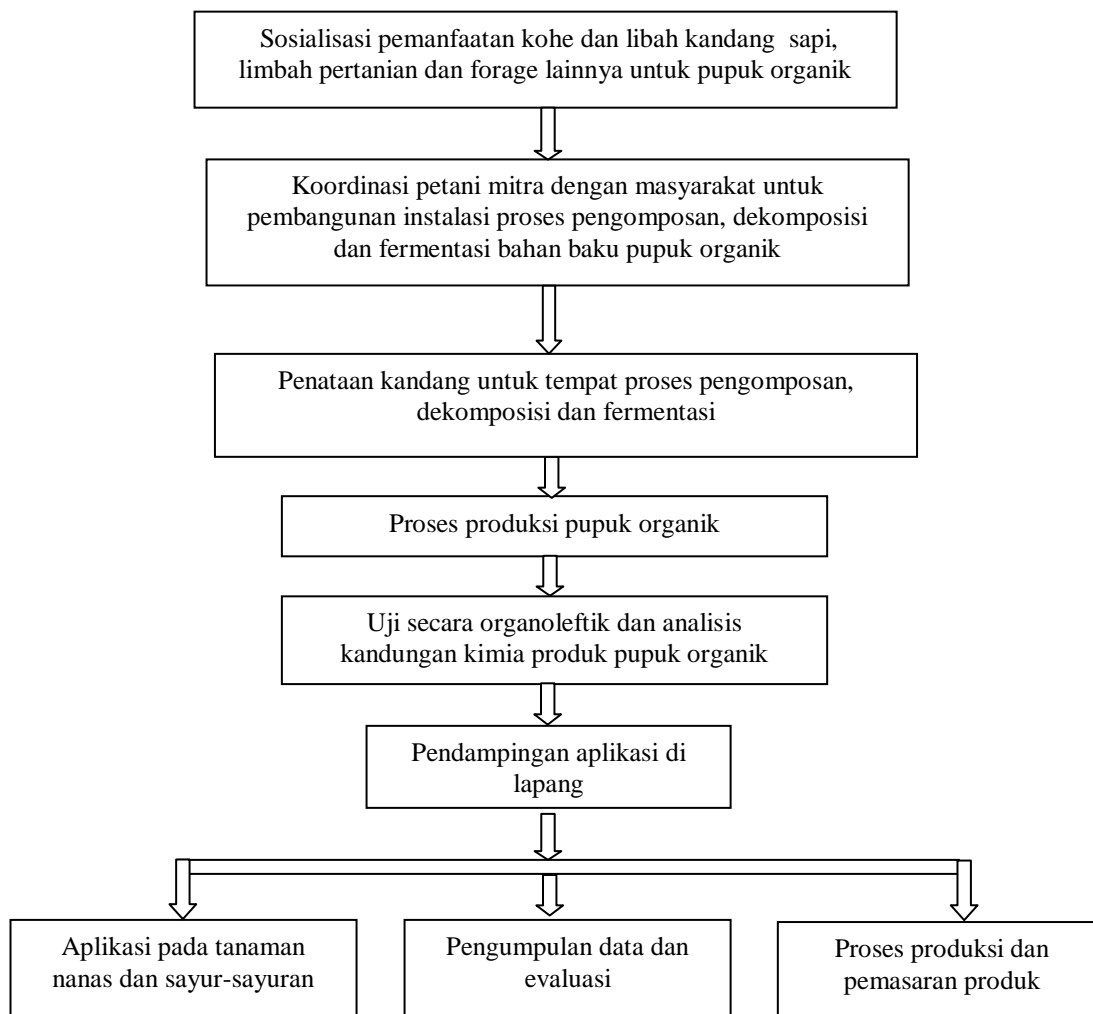 Sosialisasi pemanfaatan kohe dan libah kandang sapi,
limbah pertanian dan forage lainnya untuk pupuk organik
Koordinasi petani mitra dengan masyarakat untuk
pembangunan instalasi proses pengomposan, dekomposisi
dan fermentasi bahan baku pupuk organik
Penataan kandang untuk tempat proses pengomposan,
dekomposisi dan fermentasi
Proses produksi pupuk organik
Uji secara organoleftik dan analisis
kandungan kimia produk pupuk organik
Pendampingan aplikasi di
lapang
Aplikasi pada tanaman
nanas dan sayur-sayuran
Pengumpulan data dan
evaluasi
Proses produksi dan
pemasaran produk